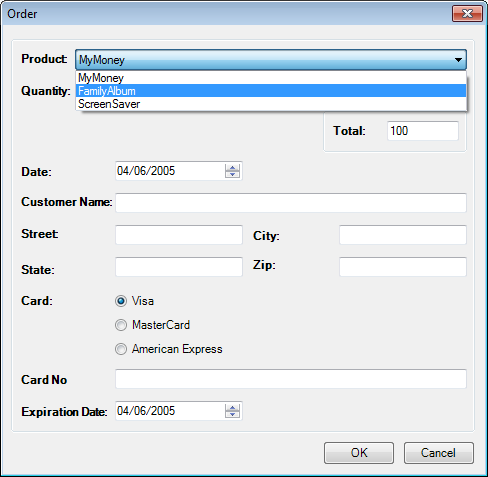 Order
Product: MyMoney
MyMoney
Quantity: FamilyAlbum
ScreenSaver
Total: 100
Date: 04/06/2005
Customer Name:
Street: City:
State: Zip:
Card: Visa
MasterCard
American Express
Card No
Expiration Date: 04/06/2005
OK Cancel